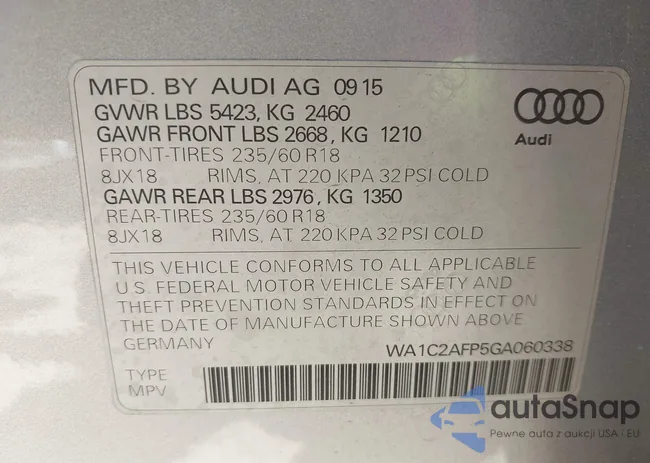 MFD. BY AUDI AG 09 15
GVWR LBS 5423, KG 2460
GAWR FRONT LBS 2668, KG 1210
FRONT-TIRES 235/60 R18
8JX18 RIMS, AT 220 KPA 32 PSI COLD
GAWR REAR LBS 2976, KG 1350
REAR-TIRES 235/60 R18
8JX18 RIMS, AT 220 KPA 32 PSI COLD
Audi
THIS VEHICLE CONFORMS TO ALL APPLICABLE
U.S. FEDERAL MOTOR VEHICLE SAFETY AND
THEFT PREVENTION STANDARDS IN EFFECT ON
THE DATE OF MANUFACTURE SHOWN ABOVE
GERMANY WA1C2AFP5GA060338
TYPE
MPV
autaSnap
Pewne auta z aukcji USA - EU